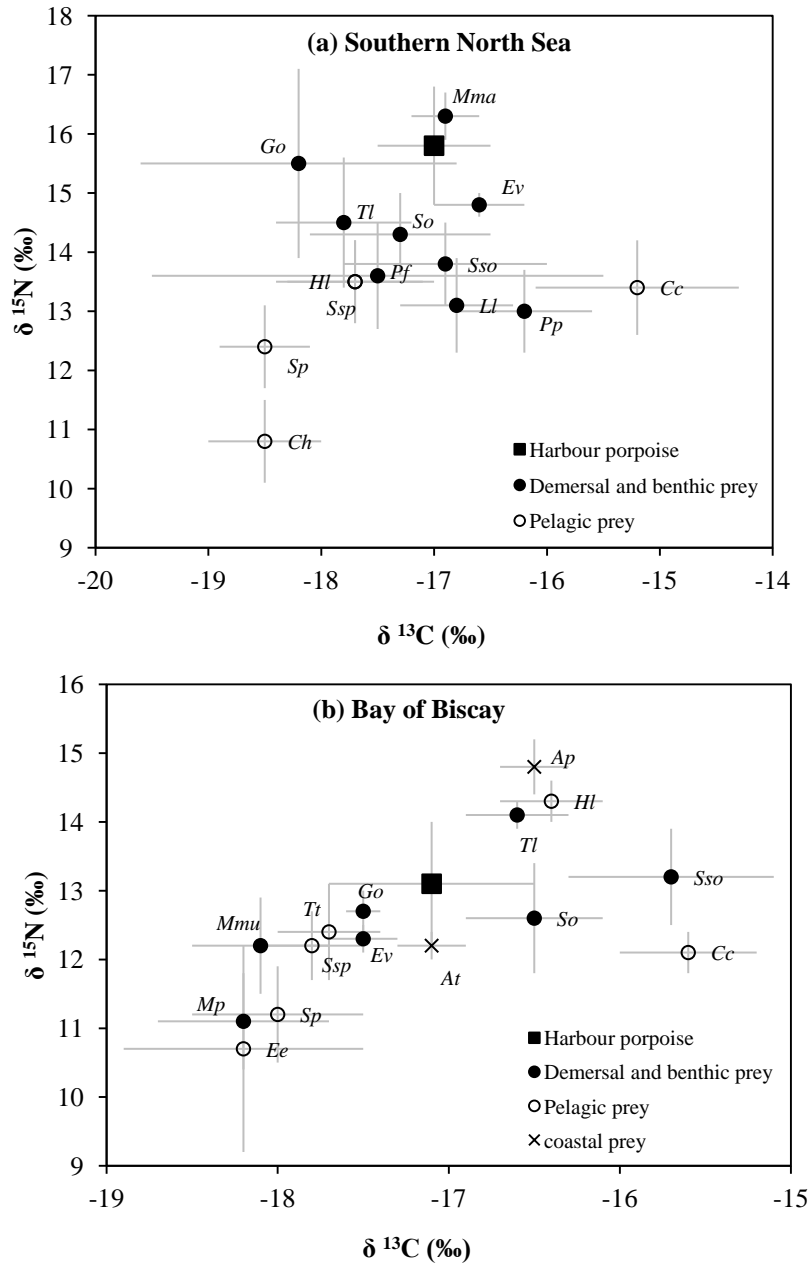 (a) Southern North Sea
18
17
16
15
14
13
12
11
10
9
δ ¹⁵N (‰)
Mma
Go
Ev
Tl
So
Sso
Hl
Pf
Cc
Ssp
Ll
Pp
Sp
Ch
Harbour porpoise
Demersal and benthic prey
Pelagic prey
-20 -19 -18 -17 -16 -15 -14
δ ¹³C (‰)
(b) Bay of Biscay
16
15
14
13
12
11
10
9
δ ¹⁵N (‰)
Ap
Hl
Tl
Sso
Go
Tt
So
Mmu
Ssp
Ev
Cc
At
Mp
Sp
Ee
Harbour porpoise
Demersal and benthic prey
Pelagic prey
coastal prey
-19 -18 -17 -16 -15
δ ¹³C (‰)